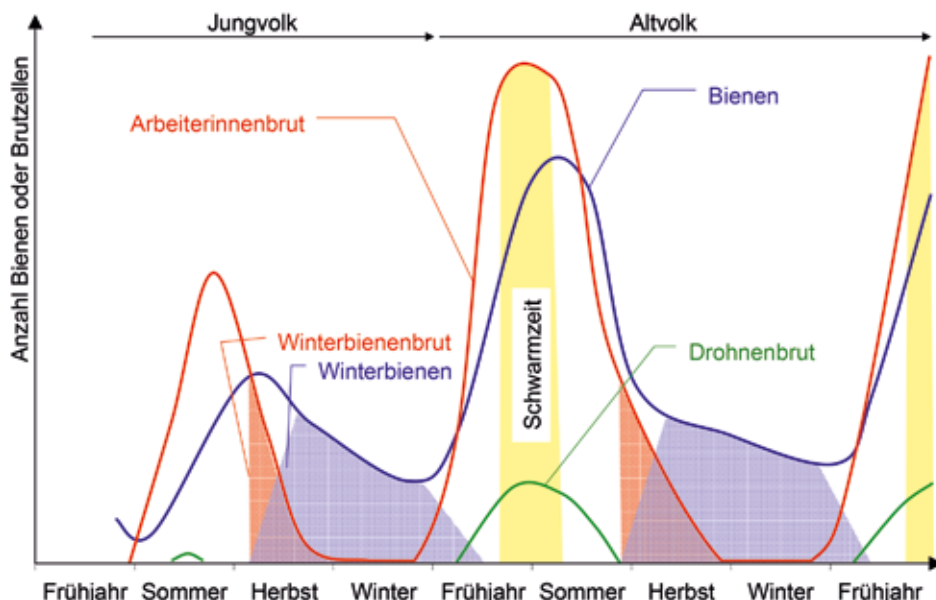 Jungvolk
Altvolk
Anzahl Bienen oder Brutzellen
Arbeiterinnenbrut
Bienen
Winterbienenbrut
Winterbienen
Schwarmzeit
Drohnenbrut
Frühjahr Sommer Herbst Winter Frühjahr Sommer Herbst Winter Frühjahr